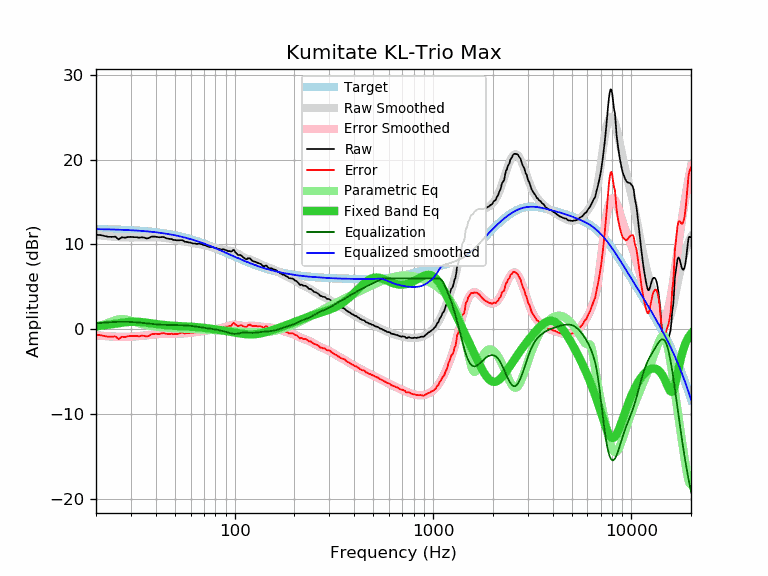 Kumitate KL-Trio Max
Amplitude (dBr)
30
20
10
0
−10
−20
Target
Raw Smoothed
Error Smoothed
Raw
Error
Parametric Eq
Fixed Band Eq
Equalization
Equalized smoothed
100
1000
10000
Frequency (Hz)